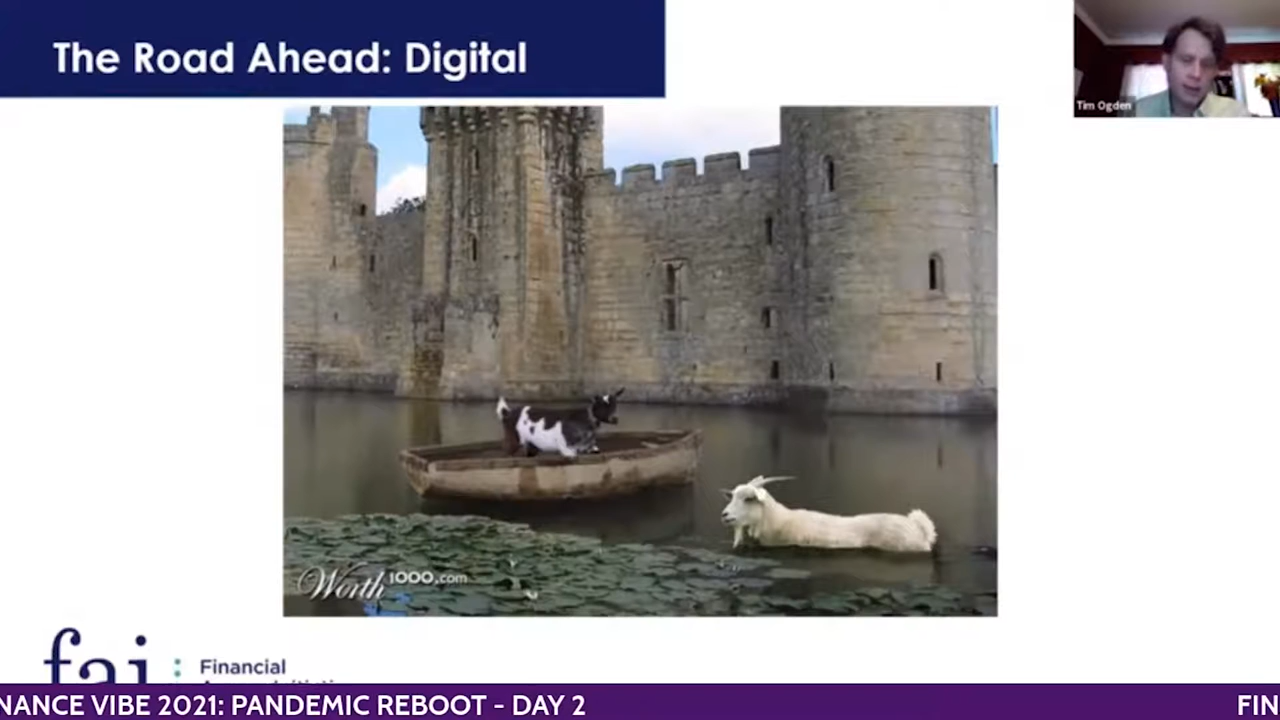 The Road Ahead: Digital
Tim Ogden
Worth1000.com
fai
Financial
NANCE VIBE 2021: PANDEMIC REBOOT - DAY 2
FIN